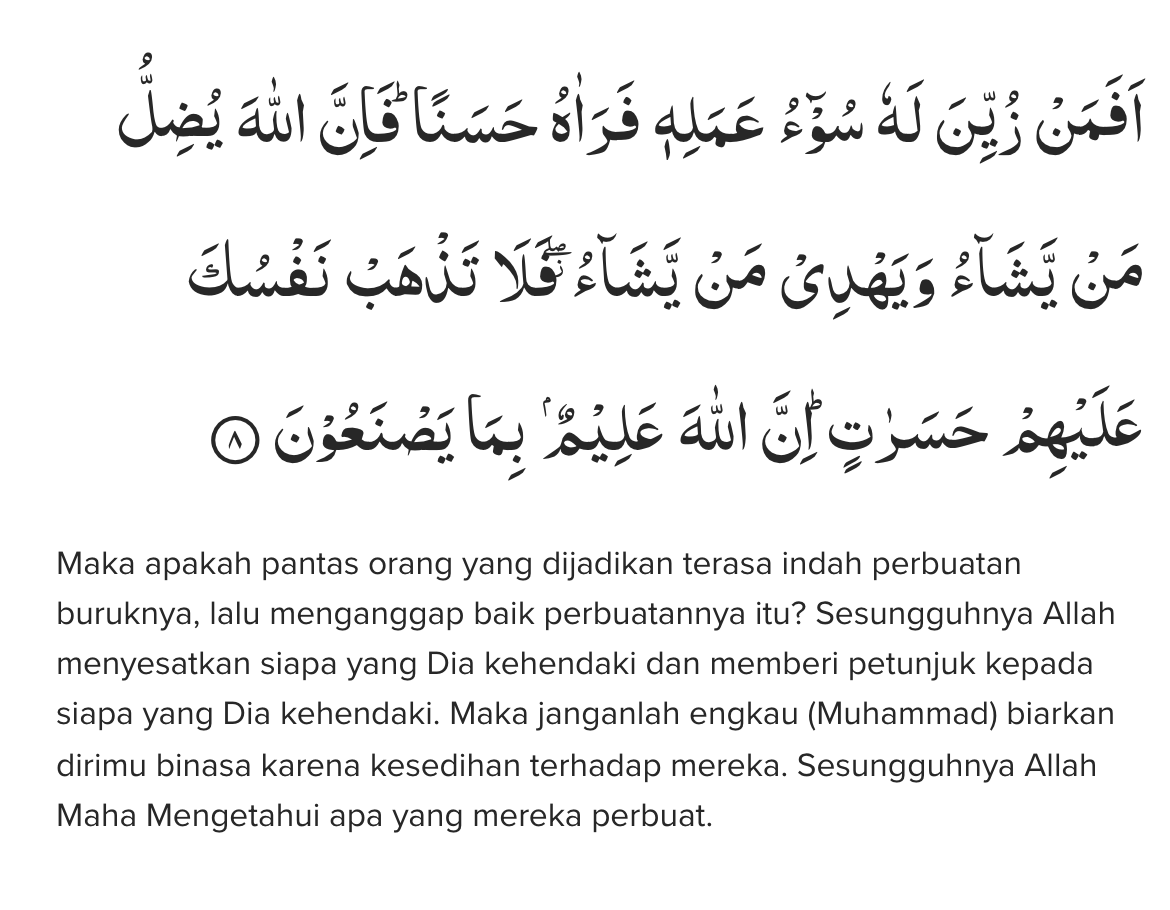 اَفَمَنْ زُيِّنَ لَهٗ سُوْۤءُ عَمَلِهٖ فَرَاٰهُ حَسَنًاۗ فَاِنَّ اللّٰهَ يُضِلُّ
مَنْ يَّشَاۤءُ وَيَهْدِيْ مَنْ يَّشَاۤءُۖ فَلَا تَذْهَبْ نَفْسُكَ
عَلَيْهِمْ حَسَرٰتٍۗ اِنَّ اللّٰهَ عَلِيْمٌ ۢبِمَا يَصْنَعُوْنَ ٨
Maka apakah pantas orang yang dijadikan terasa indah perbuatan
buruknya, lalu menganggap baik perbuatannya itu? Sesungguhnya Allah
menyesatkan siapa yang Dia kehendaki dan memberi petunjuk kepada
siapa yang Dia kehendaki. Maka janganlah engkau (Muhammad) biarkan
dirimu binasa karena kesedihan terhadap mereka. Sesungguhnya Allah
Maha Mengetahui apa yang mereka perbuat.